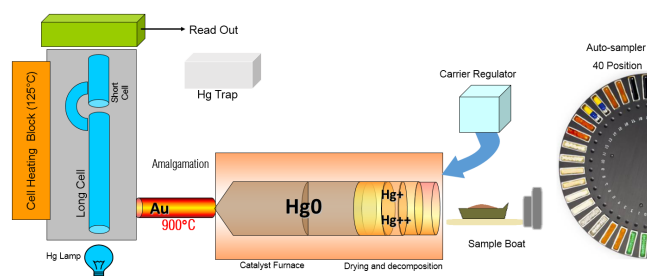 Read Out
Auto-sampler
40 Position
Hg Trap
Carrier Regulator
Cell Heating Block (125°C)
Short
Cell
Long Cell
Amalgamation
Au
900°C
Hg0
Hg+
Hg++
Sample Boat
Hg Lamp
Catalyst Furnace
Drying and decomposition